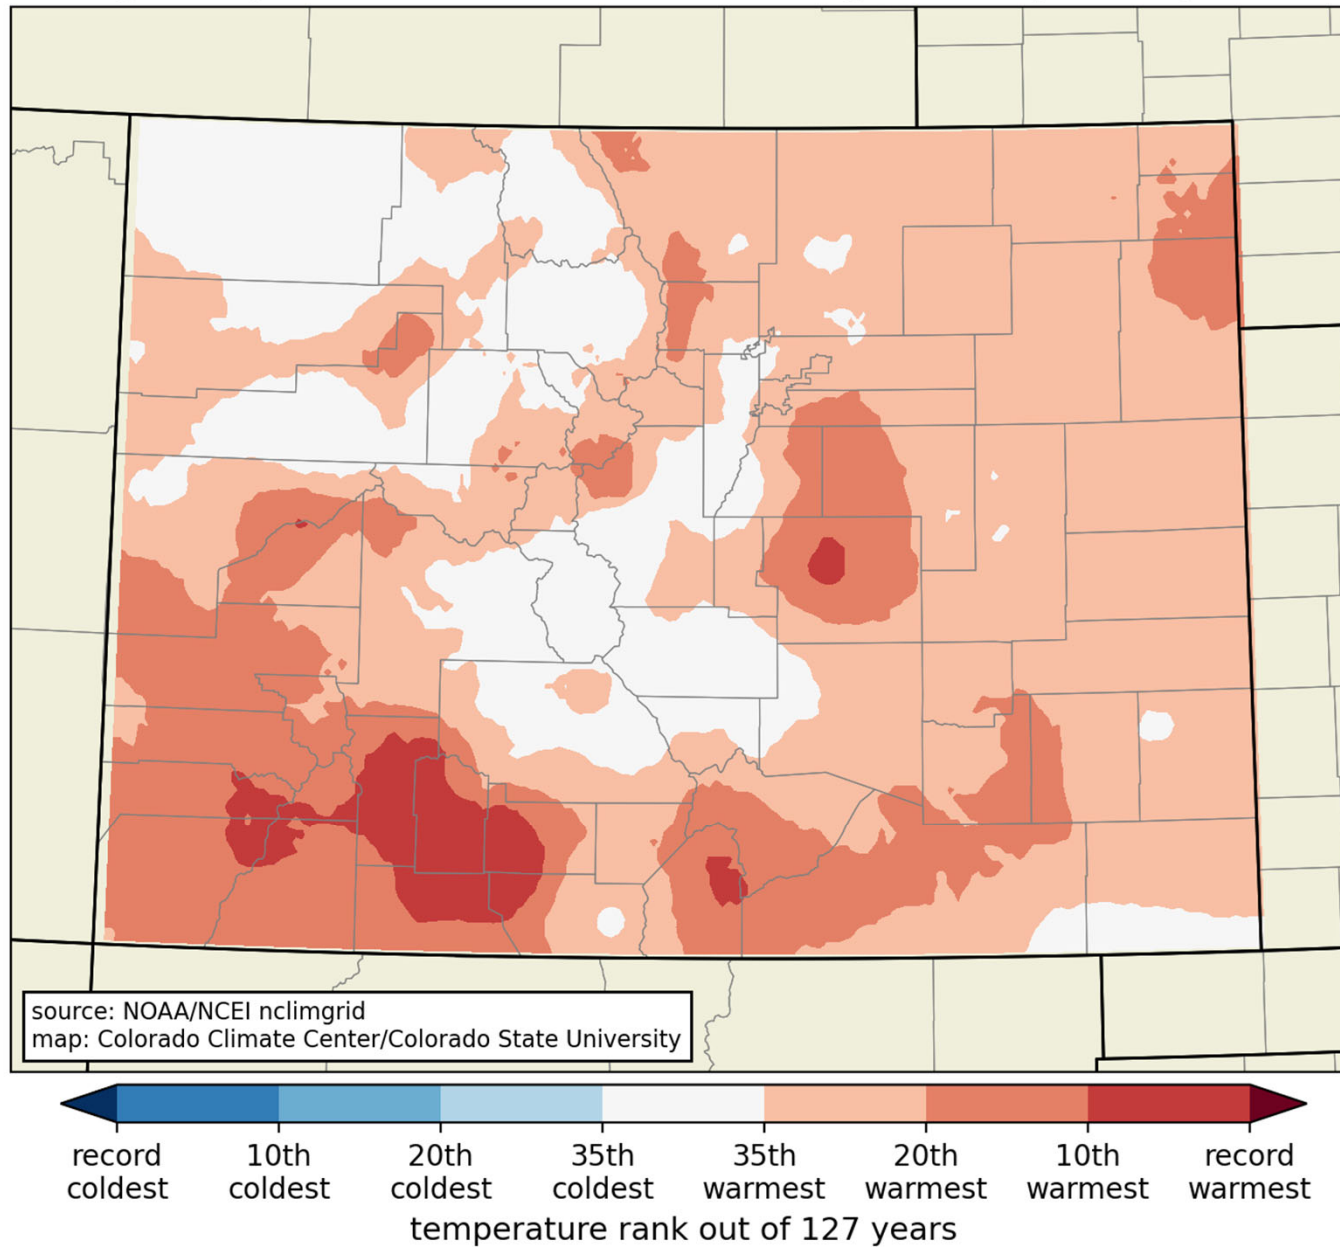 source: NOAA/NCEI nclimgrid
map: Colorado Climate Center/Colorado State University
record 10th 20th 35th 35th 20th 10th record
coldest coldest coldest coldest warmest warmest warmest warmest
temperature rank out of 127 years